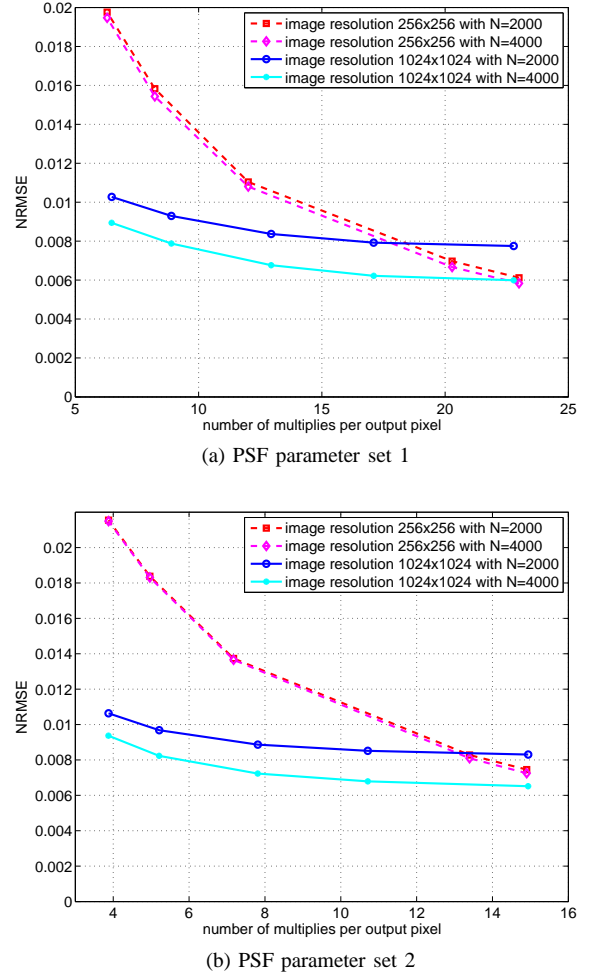 0.02
0.018
0.016
0.014
0.012
0.01
0.008
0.006
0.004
0.002
0
NRMSE
image resolution 256x256 with N=2000
image resolution 256x256 with N=4000
image resolution 1024x1024 with N=2000
image resolution 1024x1024 with N=4000
5 10 15 20 25
number of multiplies per output pixel
(a) PSF parameter set 1
0.02
0.018
0.016
0.014
0.012
0.01
0.008
0.006
0.004
0.002
0
NRMSE
image resolution 256x256 with N=2000
image resolution 256x256 with N=4000
image resolution 1024x1024 with N=2000
image resolution 1024x1024 with N=4000
4 6 8 10 12 14 16
number of multiplies per output pixel
(b) PSF parameter set 2